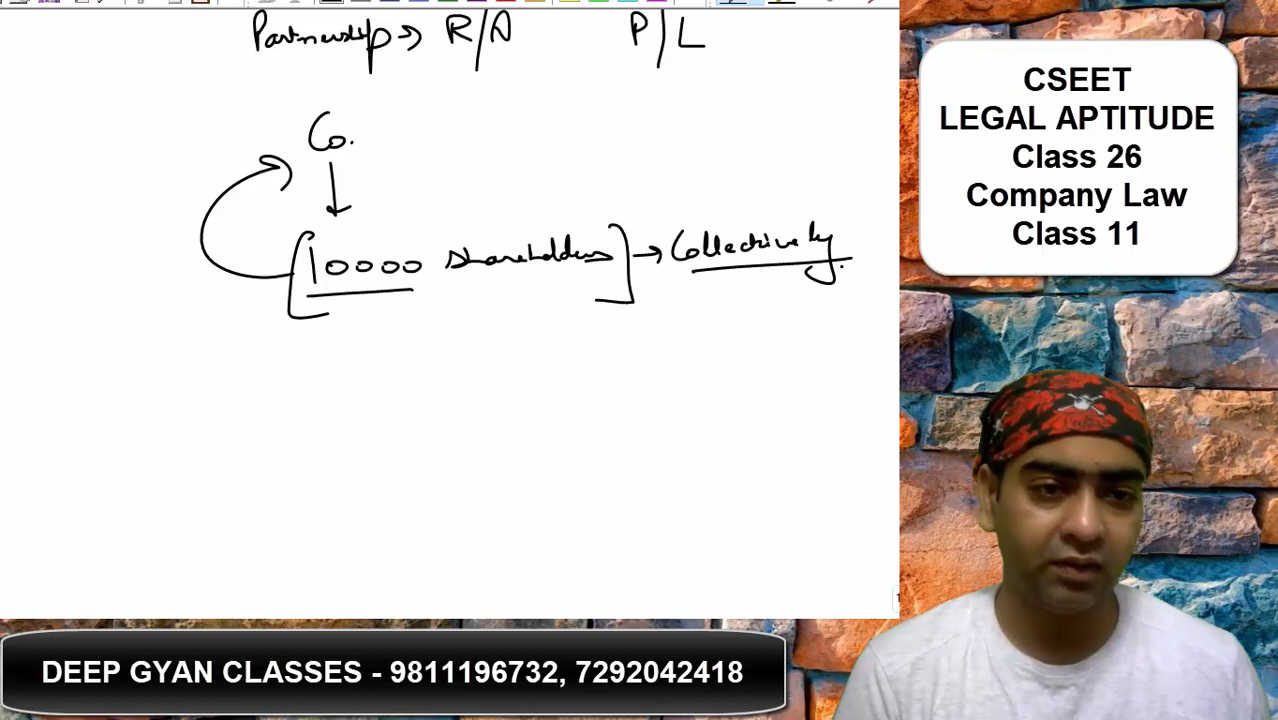 Partnership → R/A P/L
Co.
10000 shareholders → Collectively
CSEET
LEGAL APTITUDE
Class 26
Company Law
Class 11
DEEP GYAN CLASSES - 9811196732, 7292042418